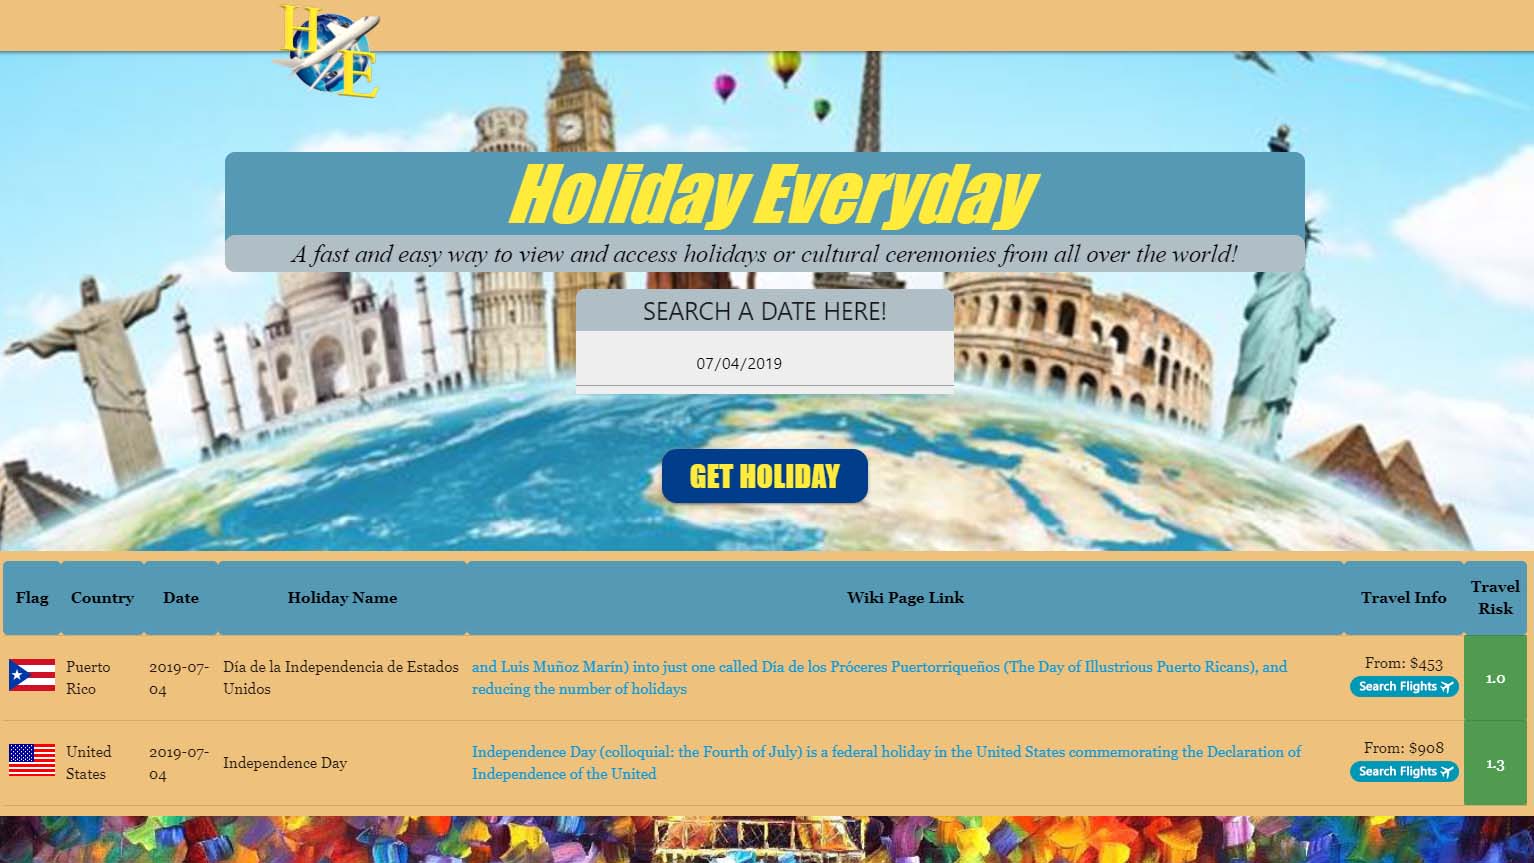 H
E
Holiday Everyday
A fast and easy way to view and access holidays or cultural ceremonies from all over the world!
SEARCH A DATE HERE!
07/04/2019
GET HOLIDAY
Flag Country Date Holiday Name Wiki Page Link Travel Info Travel Risk
Puerto Rico 2019-07-04 Día de la Independencia de Estados Unidos and Luis Muñoz Marín) into just one called Día de los Próceres Puertorriqueños (The Day of Illustrious Puerto Ricans), and reducing the number of holidays From: $453 Search Flights 1.0
United States 2019-07-04 Independence Day Independence Day (colloquial: the Fourth of July) is a federal holiday in the United States commemorating the Declaration of Independence of the United From: $908 Search Flights 1.3